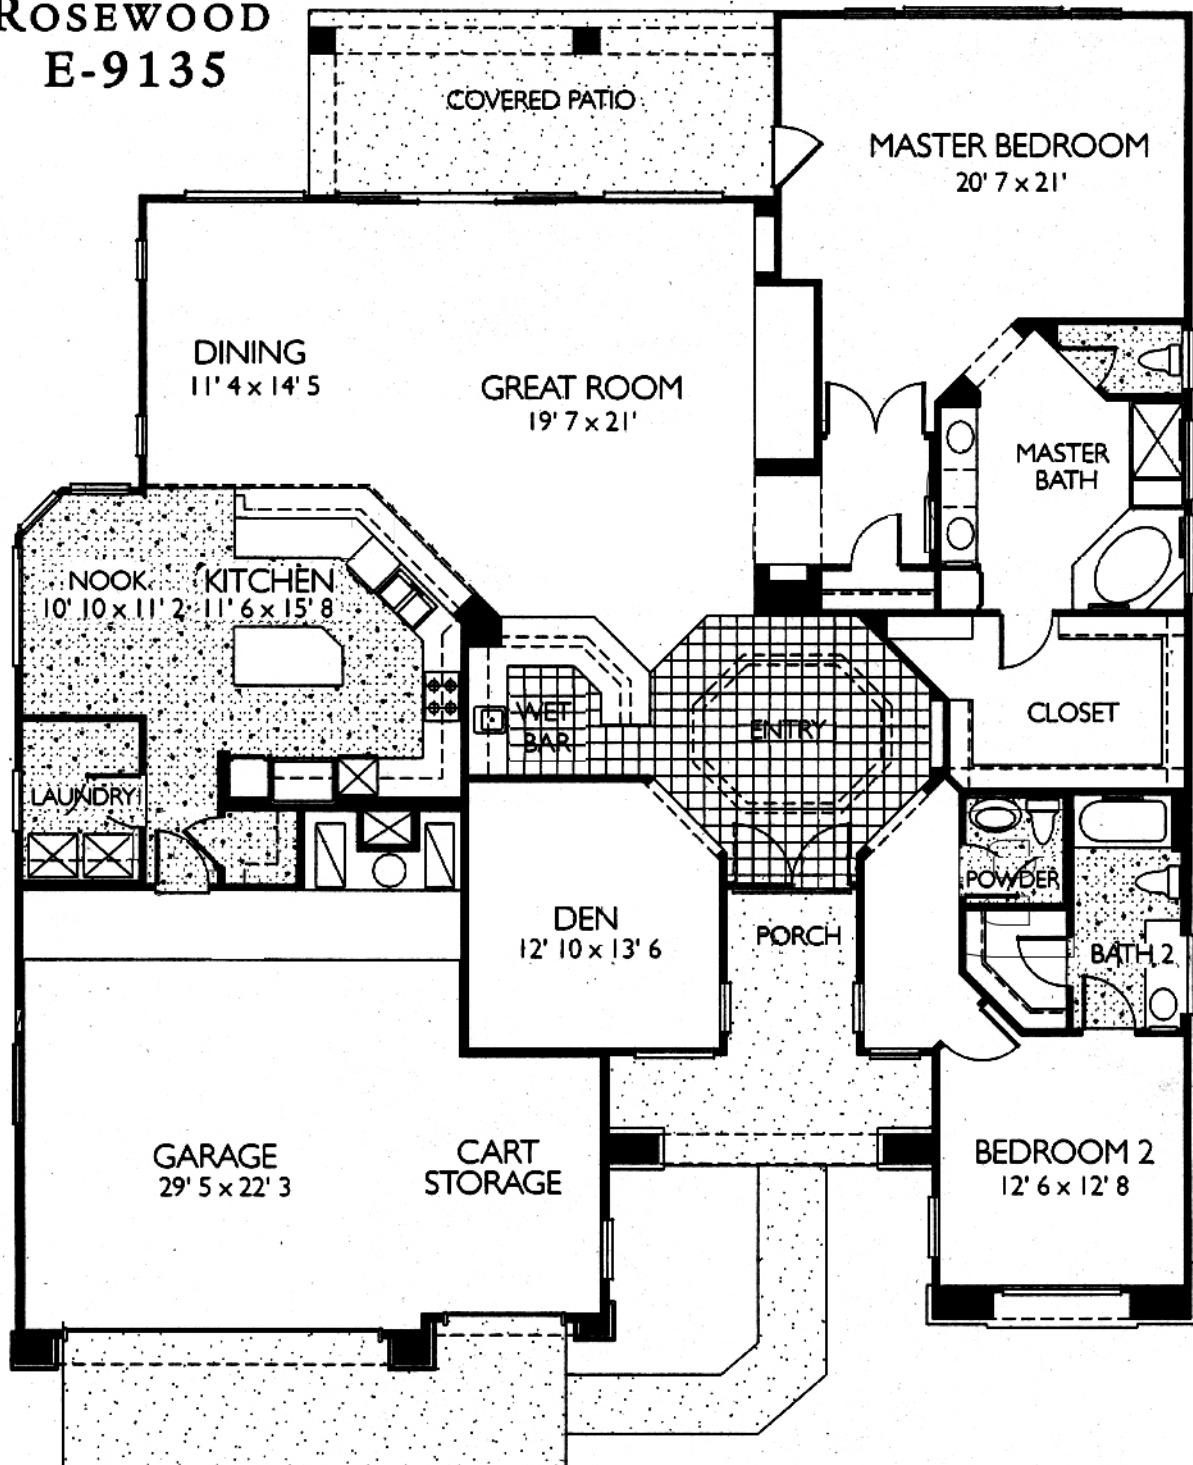 ROSEWOOD
E-9135
COVERED PATIO
MASTER BEDROOM
20' 7 x 21'
DINING
11' 4 x 14' 5
GREAT ROOM
19' 7 x 21'
MASTER
BATH
NOOK
10' 10 x 11' 2
KITCHEN
11' 6 x 15' 8
WET
BAR
ENTRY
CLOSET
LAUNDRY
POWDER
DEN
12' 10 x 13' 6
PORCH
BATH 2
GARAGE
29' 5 x 22' 3
CART
STORAGE
BEDROOM 2
12' 6 x 12' 8